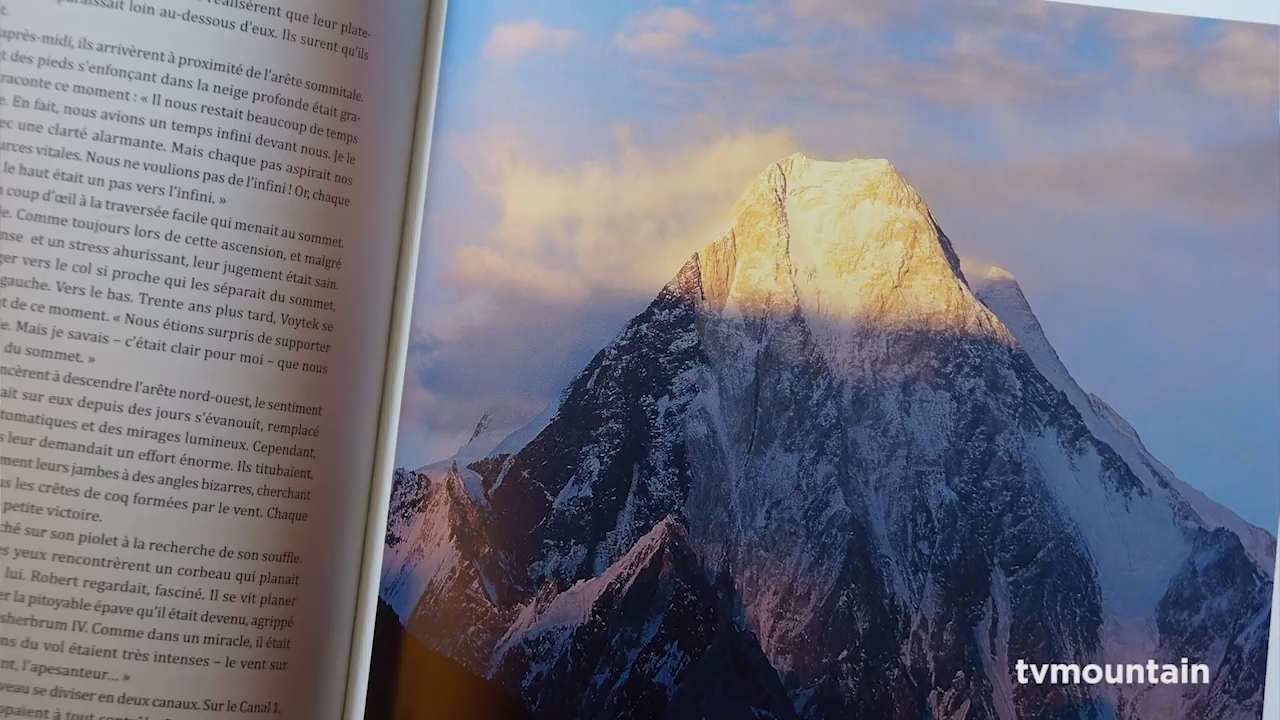 réalisèrent que leur plate-
paraissait loin au-dessous d'eux. Ils surent qu'ils
après-midi, ils arrivèrent à proximité de l'arête sommitale.
t des pieds s'enfonçant dans la neige profonde était gra-
raconte ce moment : « Il nous restait beaucoup de temps
e. En fait, nous avions un temps infini devant nous. Je le
ec une clarté alarmante. Mais chaque pas aspirait nos
urces vitales. Nous ne voulions pas de l'infini ! Or, chaque
le haut était un pas vers l'infini. »
coup d'œil à la traversée facile qui menait au sommet.
e. Comme toujours lors de cette ascension, et malgré
nse et un stress ahurissant, leur jugement était sain.
ger vers le col si proche qui les séparait du sommet,
gauche. Vers le bas. Trente ans plus tard, Voytek se
t de ce moment. « Nous étions surpris de supporter
e. Mais je savais – c'était clair pour moi – que nous
du sommet. »
ncèrent à descendre l'arête nord-ouest, le sentiment
ait sur eux depuis des jours s'évanouit, remplacé
tomatiques et des mirages lumineux. Cependant,
s leur demandait un effort énorme. Ils titubaient,
ment leurs jambes à des angles bizarres, cherchant
us les crêtes de coq formées par le vent. Chaque
petite victoire.
ché sur son piolet à la recherche de son souffle.
es yeux rencontrèrent un corbeau qui planait
lui. Robert regardait, fasciné. Il se vit planer
er la pitoyable épave qu'il était devenu, agrippé
sherbrum IV. Comme dans un miracle, il était
ns du vol étaient très intenses – le vent sur
nt, l'apesanteur... »
veau se diviser en deux canaux. Sur le Canal 1,
ppaient à tout
tvmountain